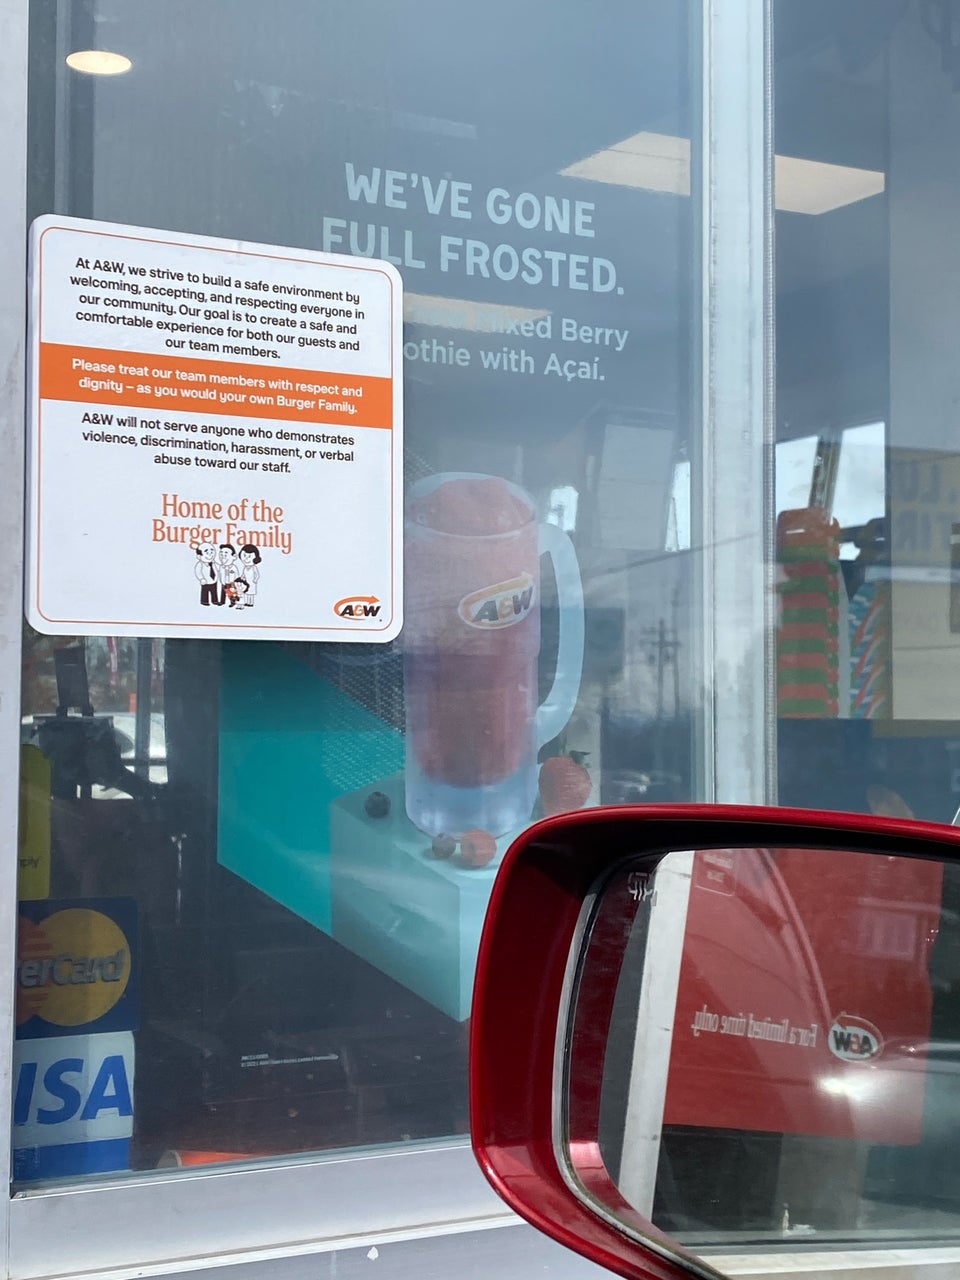 WE'VE GONE
FULL FROSTED.
Mixed Berry
othie with Açaí.
At A&W, we strive to build a safe environment by
welcoming, accepting, and respecting everyone in
our community. Our goal is to create a safe and
comfortable experience for both our guests and
our team members.
Please treat our team members with respect and
dignity – as you would your own Burger Family.
A&W will not serve anyone who demonstrates
violence, discrimination, harassment, or verbal
abuse toward our staff.
Home of the
Burger Family
A&W
A&W
erCard
ISA
For a limited time only
A&W